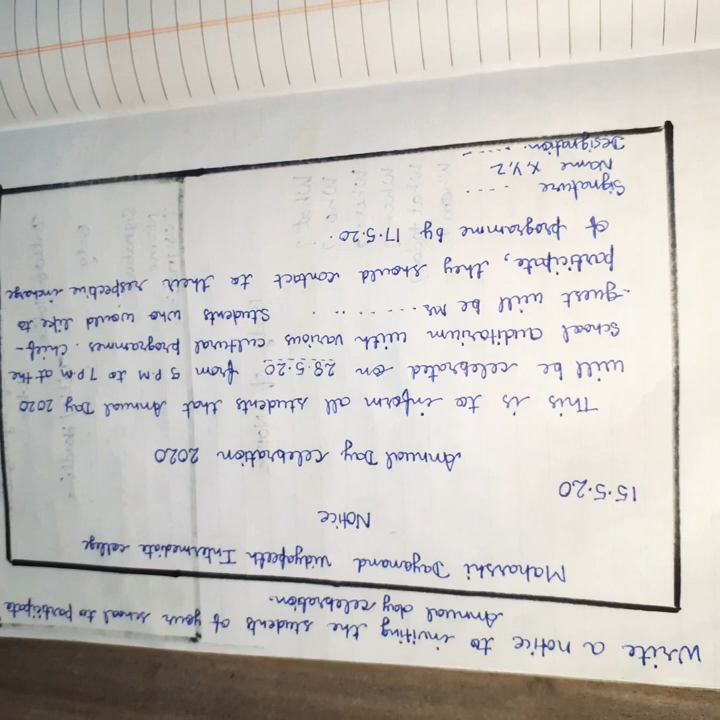 Write a notice to inviting the students of your school to participate
Annual day celebration.
Maharshi Dayanand Vidyapeeth Intermediate college
Notice
15.5.20
Annual Day celebration 2020
This is to inform all students that Annual Day 2020
will be celebrated on 28.5.20 from 5 P.M to 7 P.m at the
school auditorium with various cultural programmes. Chief-
-guest will be Ms. ........ Students who would like to
participate, they should contact to their respective incharge
of programme by 17.5.20.
Signature ....
Name X,Y,Z
Designation.....